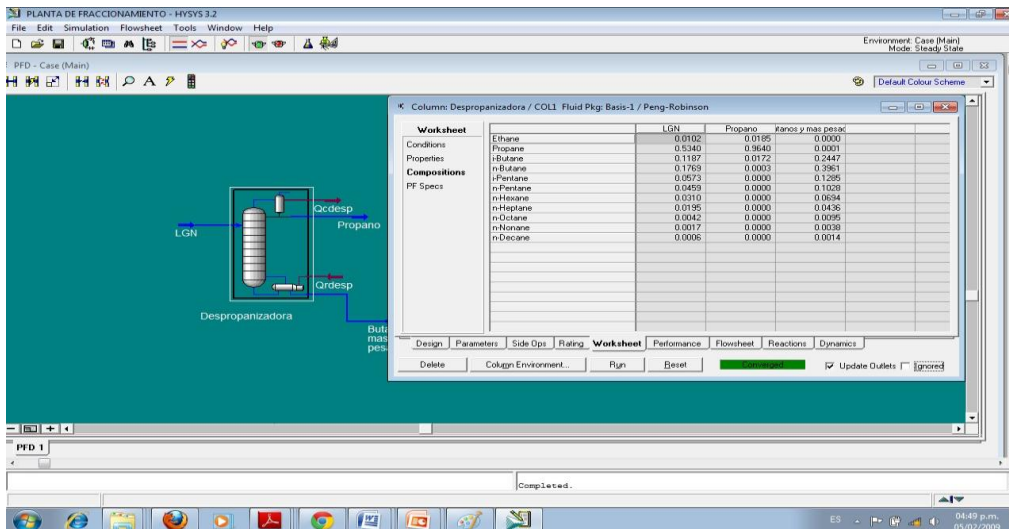 PLANTA DE FRACCIONAMIENTO - HYSYS 3.2
File Edit Simulation Flowsheet Tools Window Help
Environment: Case (Main)
Mode: Steady State
PFD - Case (Main)
Default Colour Scheme
Column: Despropanizadora / COL1 Fluid Pkg: Basis-1 / Peng-Robinson
Worksheet
Conditions
Properties
Compositions
PF Specs
LGN Propano tanos y mas pesad
Ethane 0.0102 0.0185 0.0000
Propane 0.5340 0.9640 0.0001
i-Butane 0.1187 0.0172 0.2447
n-Butane 0.1769 0.0003 0.3961
i-Pentane 0.0573 0.0000 0.1285
n-Pentane 0.0459 0.0000 0.1028
n-Hexane 0.0310 0.0000 0.0694
n-Heptane 0.0195 0.0000 0.0436
n-Octane 0.0042 0.0000 0.0095
n-Nonane 0.0017 0.0000 0.0038
n-Decane 0.0006 0.0000 0.0014
Design Parameters Side Ops Rating Worksheet Performance Flowsheet Reactions Dynamics
Delete Column Environment... Run Reset Converged Update Outlets Ignored
LGN
Qcdesp
Propano
Qrdesp
Despropanizadora
Buta
mas
pes
PFD 1
Completed.
ES
04:49 p.m.
05/02/2009